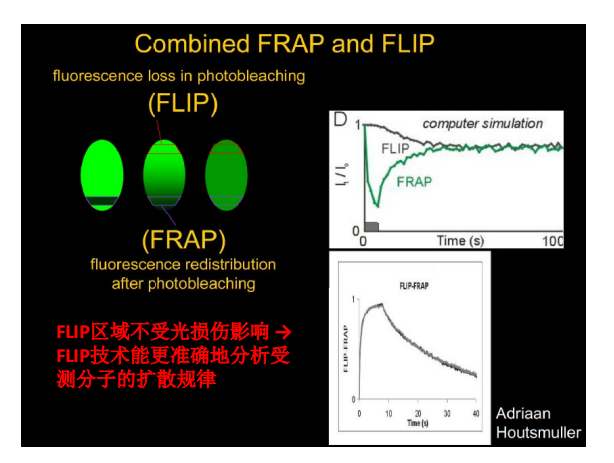 Combined FRAP and FLIP
fluorescence loss in photobleaching
(FLIP)
(FRAP)
fluorescence redistribution
after photobleaching
FLIP区域不受光损伤影响 →
FLIP技术能更准确地分析受
测分子的扩散规律
D
computer simulation
1
FLIP
FRAP
It / Io
0
0 Time (s) 100
FLIP-FRAP
1
FLIP-FRAP
0
0 10 20 30 40
Time (s)
Adriaan
Houtsmuller